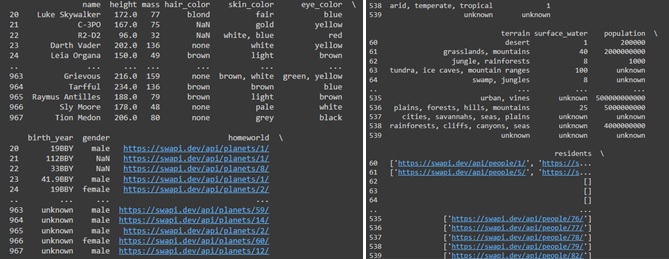 name height mass hair_color skin_color eye_color \
20 Luke Skywalker 172.0 77 blond fair blue
21 C-3PO 167.0 75 NaN gold yellow
22 R2-D2 96.0 32 NaN white, blue red
23 Darth Vader 202.0 136 none white yellow
24 Leia Organa 150.0 49 brown light brown
.. ... ... ... ... ... ...
963 Grievous 216.0 159 none brown, white green, yellow
964 Tarfful 234.0 136 brown brown blue
965 Raymus Antilles 188.0 79 brown light brown
966 Sly Moore 178.0 48 none pale white
967 Tion Medon 206.0 80 none grey black
birth_year gender homeworld \
20 19BBY male https://swapi.dev/api/planets/1/
21 112BBY NaN https://swapi.dev/api/planets/1/
22 33BBY NaN https://swapi.dev/api/planets/8/
23 41.9BBY male https://swapi.dev/api/planets/1/
24 19BBY female https://swapi.dev/api/planets/2/
.. ... ... ...
963 unknown male https://swapi.dev/api/planets/59/
964 unknown male https://swapi.dev/api/planets/14/
965 unknown male https://swapi.dev/api/planets/2/
966 unknown female https://swapi.dev/api/planets/60/
967 unknown male https://swapi.dev/api/planets/12/
538 arid, temperate, tropical 1
539 unknown unknown
terrain surface_water population \
60 desert 1 200000
61 grasslands, mountains 40 2000000000
62 jungle, rainforests 8 1000
63 tundra, ice caves, mountain ranges 100 unknown
64 swamp, jungles 8 unknown
.. ... ... ...
535 urban, vines unknown 500000000000
536 plains, forests, hills, mountains 25 5000000000
537 cities, savannahs, seas, plains unknown unknown
538 rainforests, cliffs, canyons, seas unknown 4000000000
539 unknown unknown unknown
residents \
60 ['https://swapi.dev/api/people/1/', 'https://s...
61 ['https://swapi.dev/api/people/5/', 'https://s...
62 []
63 []
64 []
.. ...
535 ['https://swapi.dev/api/people/76/']
536 ['https://swapi.dev/api/people/77/']
537 ['https://swapi.dev/api/people/78/']
538 ['https://swapi.dev/api/people/79/']
539 ['https://swapi.dev/api/people/82/']